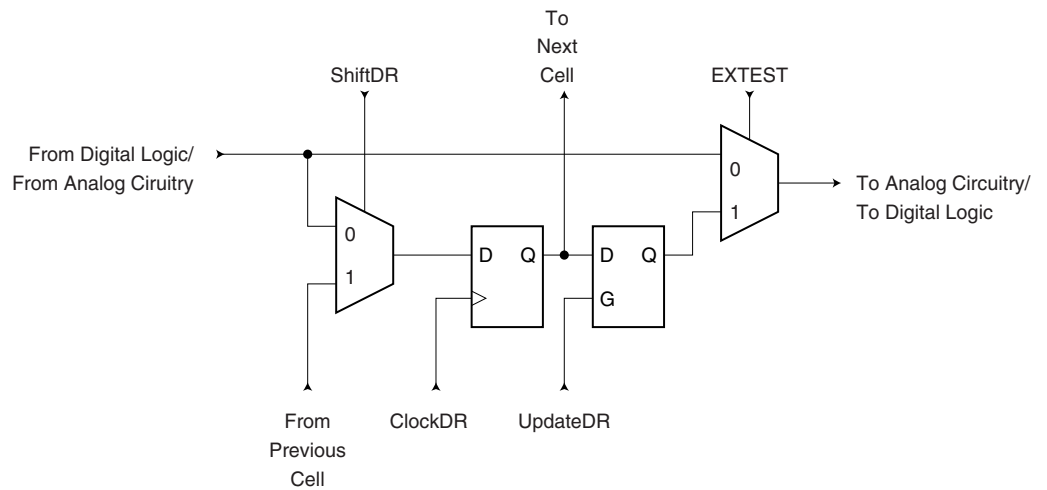 To
Next
Cell
ShiftDR
EXTEST
From Digital Logic/
From Analog Ciruitry
0
1
To Analog Circuitry/
To Digital Logic
0
1
D Q
D Q
G
From
Previous
Cell
ClockDR
UpdateDR